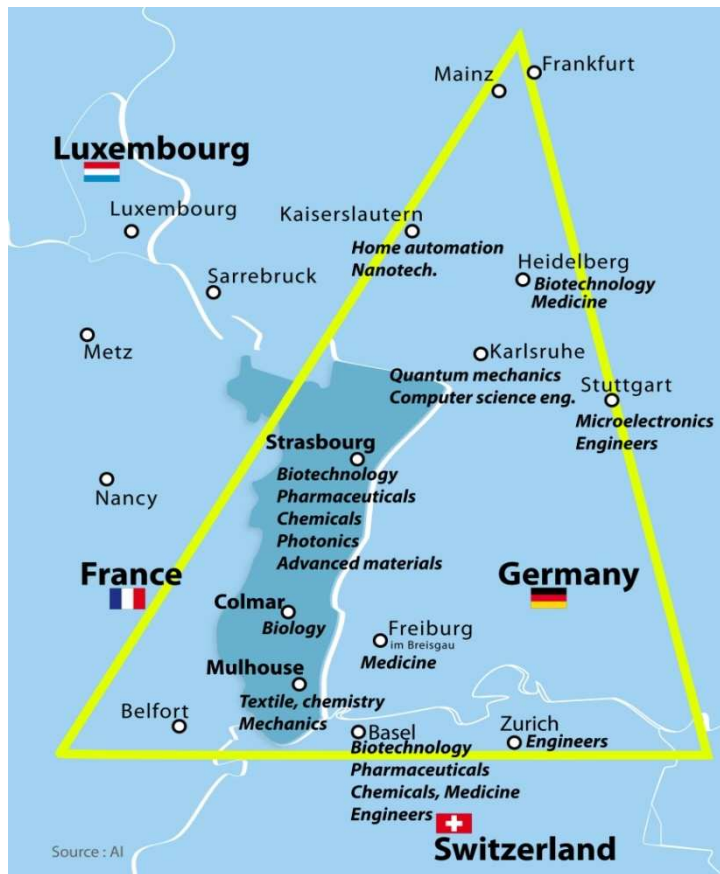 Mainz
Frankfurt
Luxembourg
Luxembourg
Kaiserslautern
Home automation
Nanotech.
Heidelberg
Biotechnology
Medicine
Sarrebruck
Metz
Karlsruhe
Quantum mechanics
Computer science eng.
Stuttgart
Microelectronics
Engineers
Strasbourg
Biotechnology
Pharmaceuticals
Chemicals
Photonics
Advanced materials
Nancy
France
Germany
Colmar
Biology
Freiburg
im Breisgau
Medicine
Mulhouse
Textile, chemistry
Mechanics
Belfort
Basel
Biotechnology
Pharmaceuticals
Chemicals, Medicine
Engineers
Zurich
Engineers
Switzerland
Source : AI